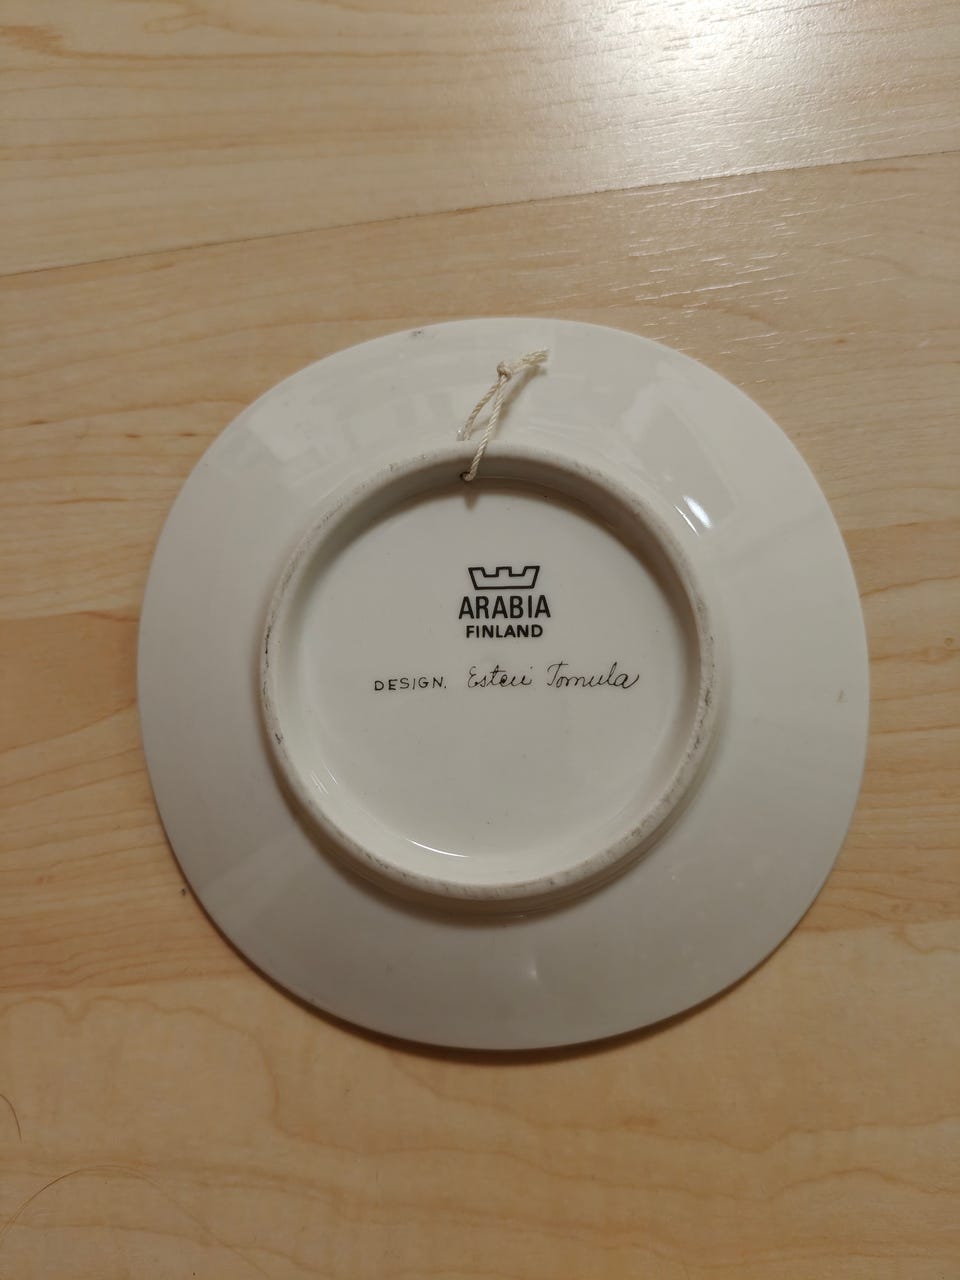 ARABIA
FINLAND
DESIGN. Esteri Tomula